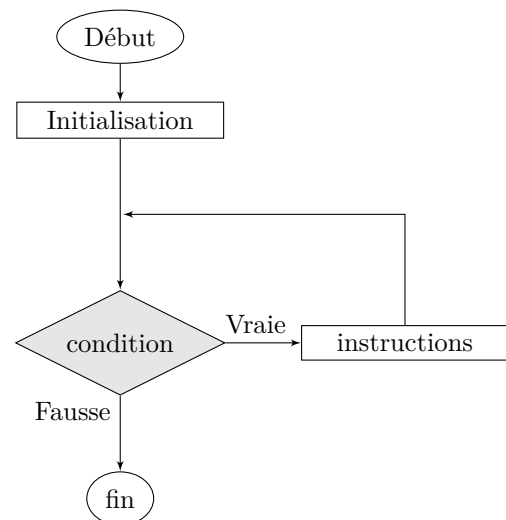 Début
Initialisation
Vraie
condition
instructions
Fausse
fin